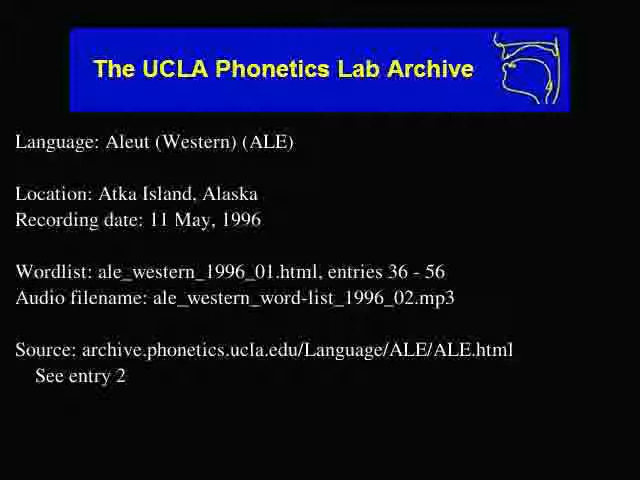 The UCLA Phonetics Lab Archive
Language: Aleut (Western) (ALE)
Location: Atka Island, Alaska
Recording date: 11 May, 1996
Wordlist: ale_western_1996_01.html, entries 36 - 56
Audio filename: ale_western_word-list_1996_02.mp3
Source: archive.phonetics.ucla.edu/Language/ALE/ALE.html
See entry 2